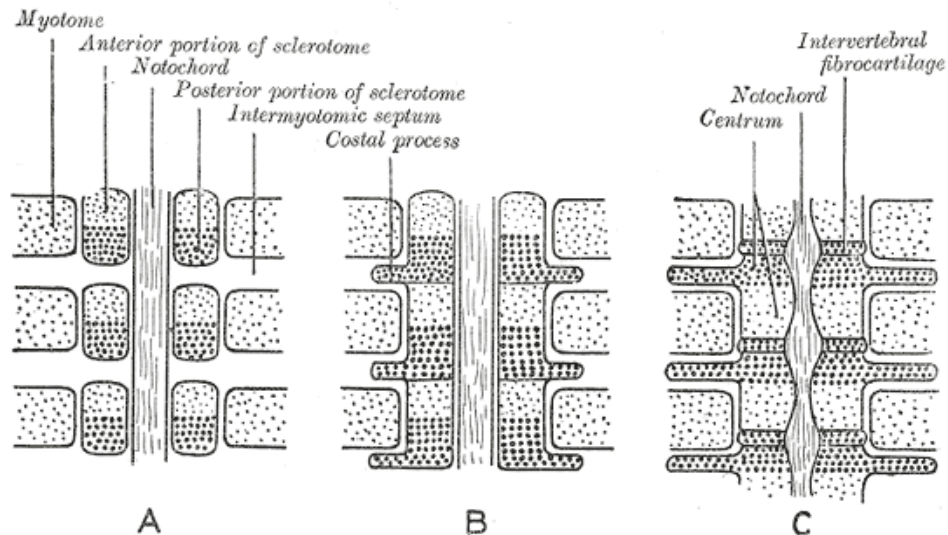 Myotome
Anterior portion of sclerotome
Notochord
Posterior portion of sclerotome
Intermyotomic septum
Costal process
Intervertebral
fibrocartilage
Notochord
Centrum
A
B
C